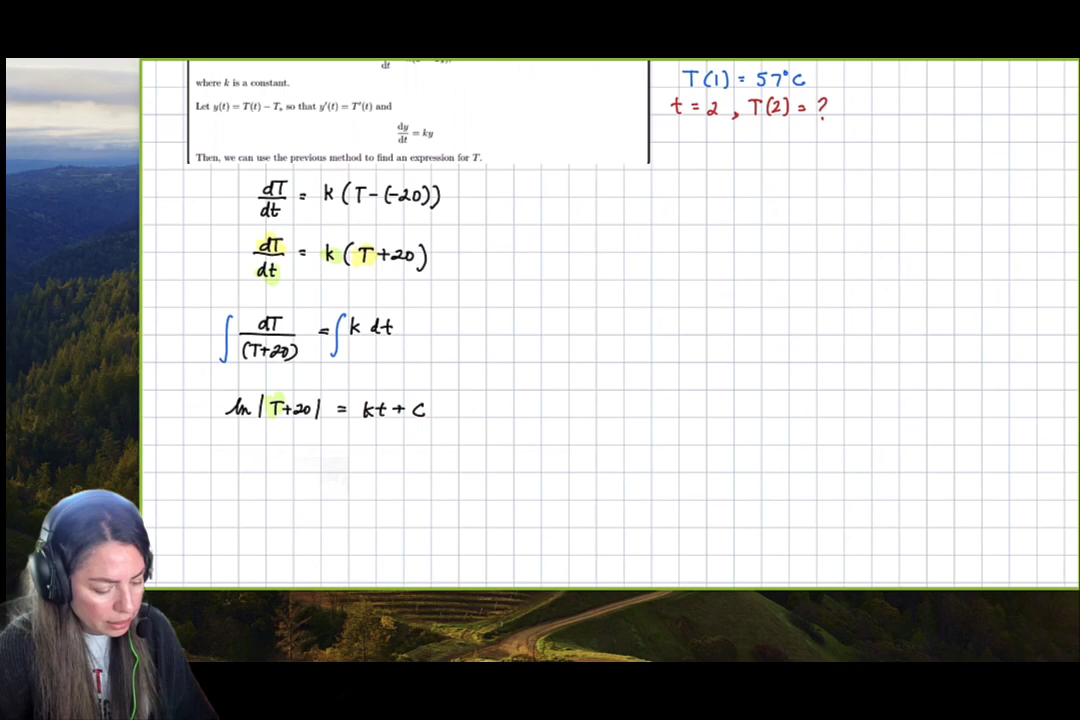 dt
where k is a constant.
Let y(t) = T(t) − Tₛ so that y′(t) = T′(t) and
dy/dt = ky
Then, we can use the previous method to find an expression for T.
T(1) = 57°C
t = 2 , T(2) = ?
dT/dt = k(T-(-20))
dT/dt = k(T+20)
∫ dT/(T+20) = ∫ k dt
ln|T+20| = kt + C